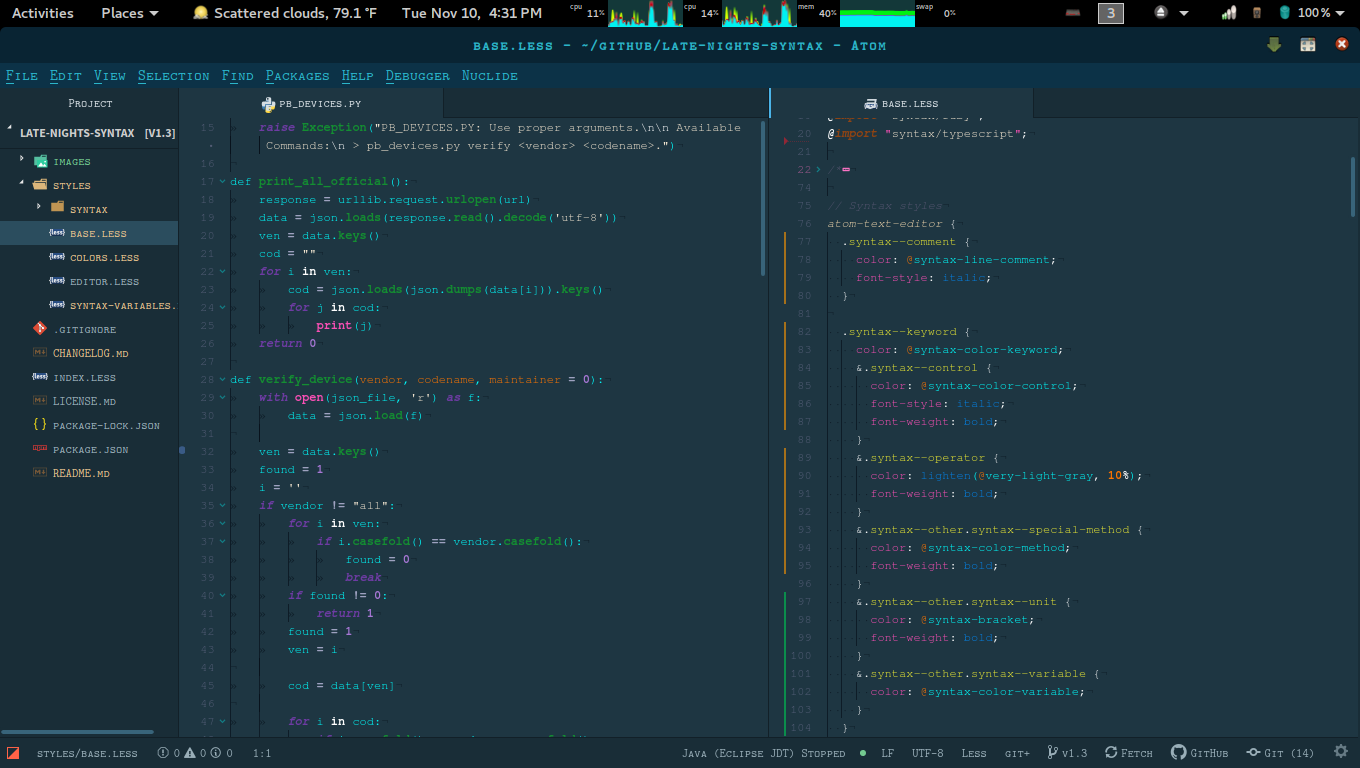 Activities Places Scattered clouds, 79.1 °F Tue Nov 10, 4:31 PM cpu 11% cpu 14% mem 40% swap 0% 3 100%
BASE.LESS - ~/GITHUB/LATE-NIGHTS-SYNTAX - ATOM
FILE EDIT VIEW SELECTION FIND PACKAGES HELP DEBUGGER NUCLIDE
PROJECT
LATE-NIGHTS-SYNTAX [V1.3]
IMAGES
STYLES
SYNTAX
{less} BASE.LESS
{less} COLORS.LESS
{less} EDITOR.LESS
{less} SYNTAX-VARIABLES.
.GITIGNORE
CHANGELOG.MD
{less} INDEX.LESS
LICENSE.MD
{} PACKAGE-LOCK.JSON
PACKAGE.JSON
README.MD
PB_DEVICES.PY
15 raise Exception("PB_DEVICES.PY: Use proper arguments.\n\n Available
Commands:\n > pb_devices.py verify <vendor> <codename>.")
16
17 def print_all_official():
18 response = urllib.request.urlopen(url)
19 data = json.loads(response.read().decode('utf-8'))
20 ven = data.keys()
21 cod = ""
22 for i in ven:
23 cod = json.loads(json.dumps(data[i])).keys()
24 for j in cod:
25 print(j)
26 return 0
27
28 def verify_device(vendor, codename, maintainer = 0):
29 with open(json_file, 'r') as f:
30 data = json.load(f)
31
32 ven = data.keys()
33 found = 1
34 i = ''
35 if vendor != "all":
36 for i in ven:
37 if i.casefold() == vendor.casefold():
38 found = 0
39 break
40 if found != 0:
41 return 1
42 found = 1
43 ven = i
44
45 cod = data[ven]
46
47 for i in cod:
BASE.LESS
20 @import "syntax/typescript";
21
22 /*
74
75 // Syntax styles
76 atom-text-editor {
77 .syntax--comment {
78 color: @syntax-line-comment;
79 font-style: italic;
80 }
81
82 .syntax--keyword {
83 color: @syntax-color-keyword;
84 &.syntax--control {
85 color: @syntax-color-control;
86 font-style: italic;
87 font-weight: bold;
88 }
89 &.syntax--operator {
90 color: lighten(@very-light-gray, 10%);
91 font-weight: bold;
92 }
93 &.syntax--other.syntax--special-method {
94 color: @syntax-color-method;
95 font-weight: bold;
96 }
97 &.syntax--other.syntax--unit {
98 color: @syntax-bracket;
99 font-weight: bold;
100 }
101 &.syntax--other.syntax--variable {
102 color: @syntax-color-variable;
103 }
104 }
STYLES/BASE.LESS 0 0 0 1:1 JAVA (ECLIPSE JDT) STOPPED LF UTF-8 LESS GIT+ V1.3 FETCH GITHUB GIT (14)